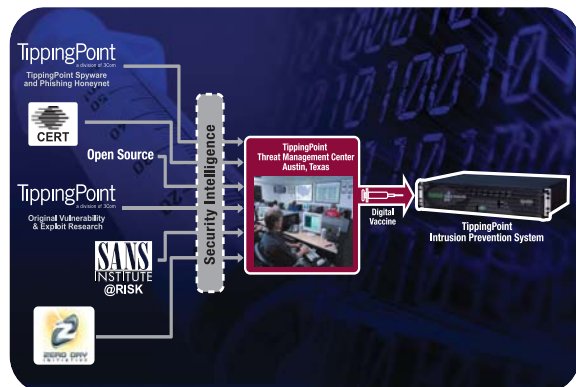 TippingPoint
a division of 3Com
TippingPoint Spyware
and Phishing Honeynet
CERT
Open Source
TippingPoint
a division of 3Com
Original Vulnerability
& Exploit Research
SANS
INSTITUTE
@RISK
ZERO DAY
INITIATIVE
Security Intelligence
TippingPoint
Threat Management Center
Austin, Texas
Digital
Vaccine
TippingPoint
Intrusion Prevention System